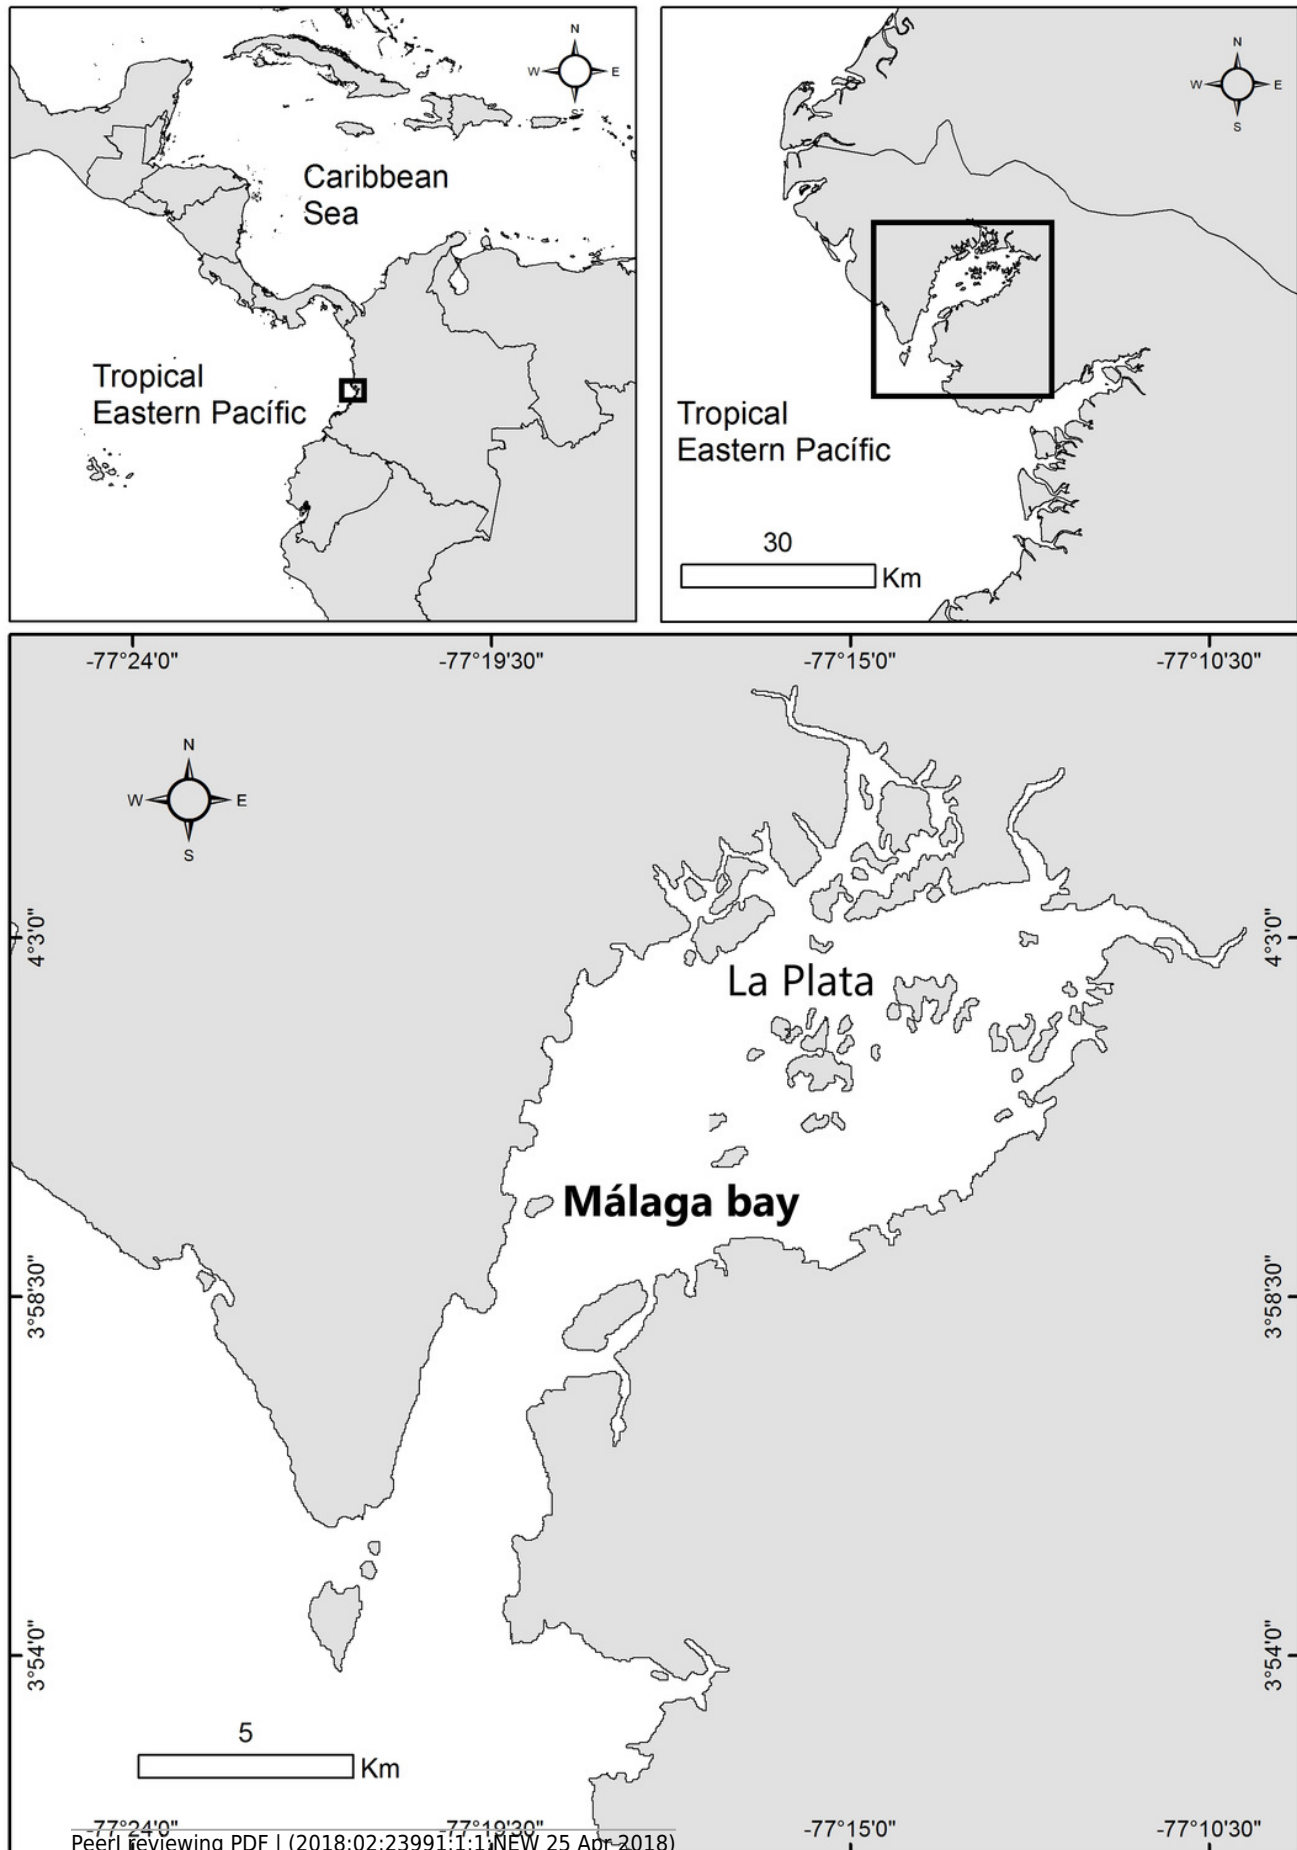 N
W E
S
Caribbean
Sea
Tropical
Eastern Pacífic
N
W E
S
Tropical
Eastern Pacífic
30
Km
-77°24'0" -77°19'30" -77°15'0" -77°10'30"
N
W E
S
4°3'0" 4°3'0"
La Plata
Málaga bay
3°58'30" 3°58'30"
3°54'0" 3°54'0"
5
Km
-77°24'0" -77°19'30" -77°15'0" -77°10'30"
PeerJ reviewing PDF | (2018:02:23991:1:1:NEW 25 Apr 2018)